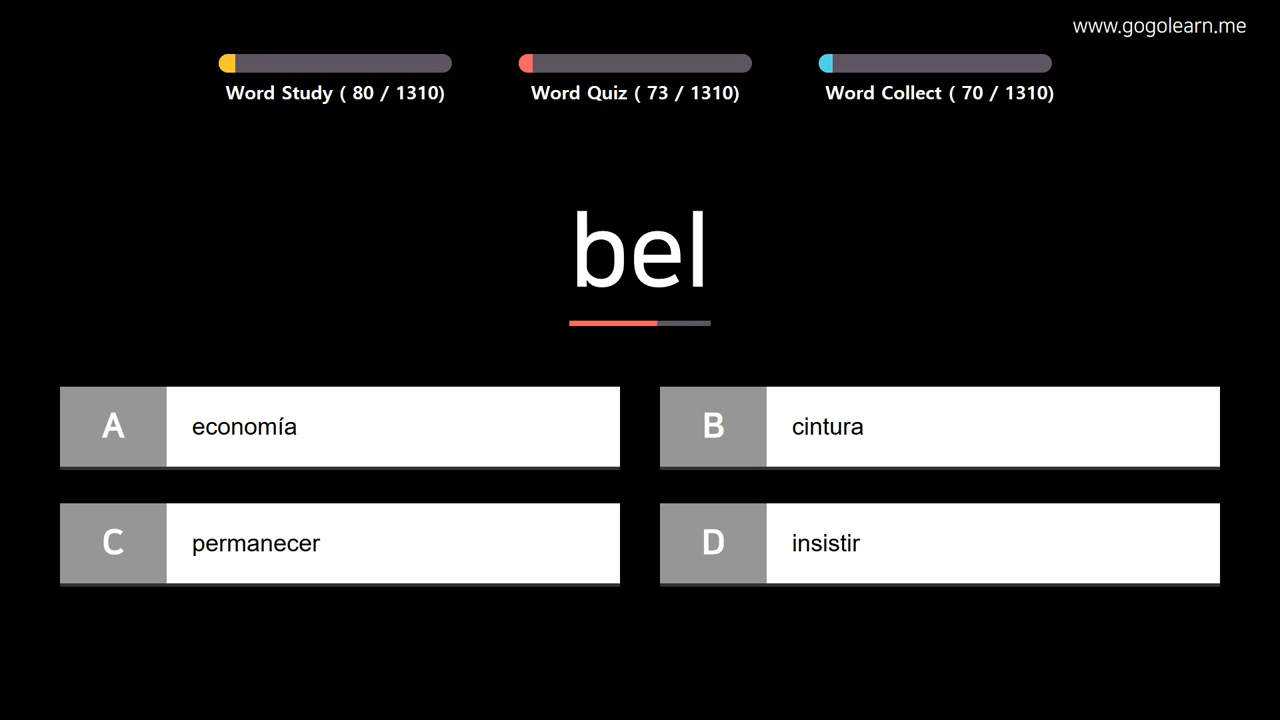 www.gogolearn.me
Word Study ( 80 / 1310)
Word Quiz ( 73 / 1310)
Word Collect ( 70 / 1310)
bel
A economía
B cintura
C permanecer
D insistir